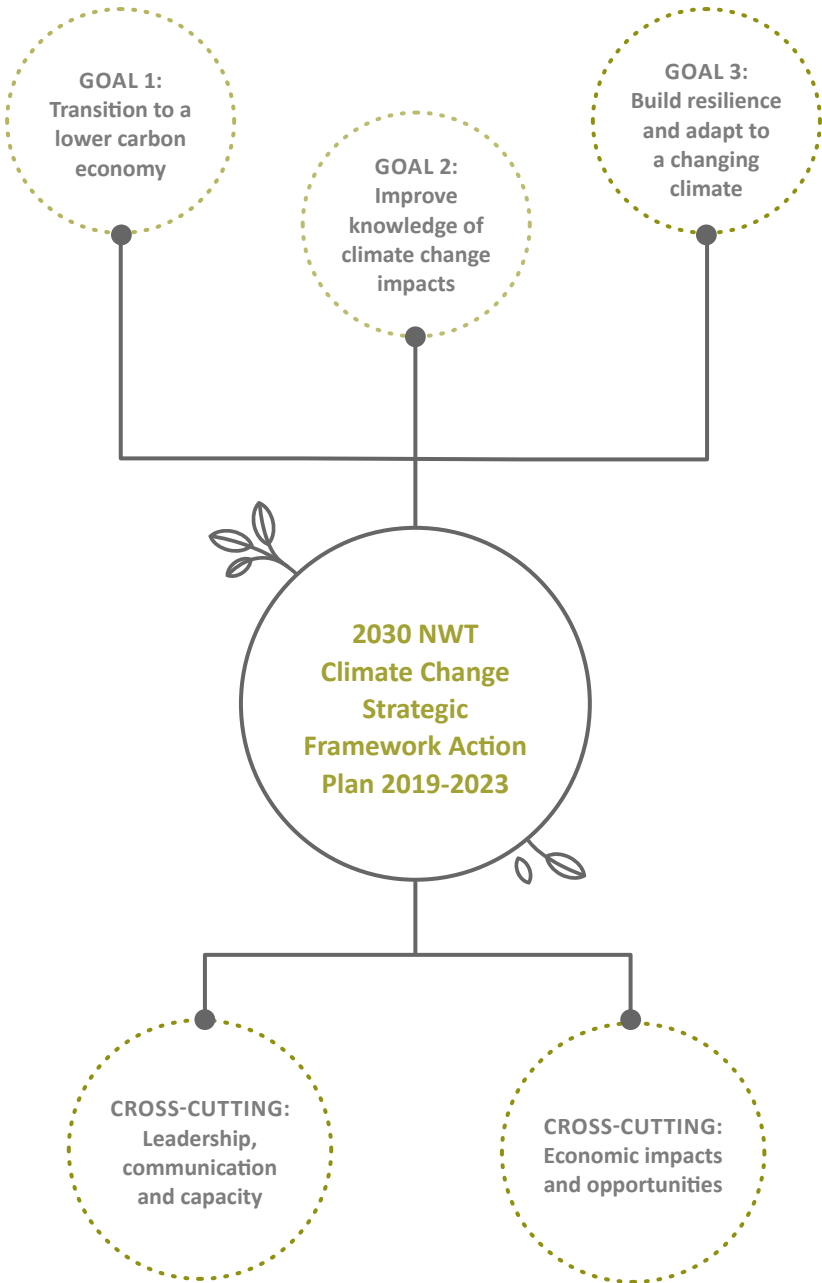 GOAL 1:
Transition to a
lower carbon
economy
GOAL 2:
Improve
knowledge of
climate change
impacts
GOAL 3:
Build resilience
and adapt to
a changing
climate
2030 NWT
Climate Change
Strategic
Framework Action
Plan 2019-2023
CROSS-CUTTING:
Leadership,
communication
and capacity
CROSS-CUTTING:
Economic impacts
and opportunities